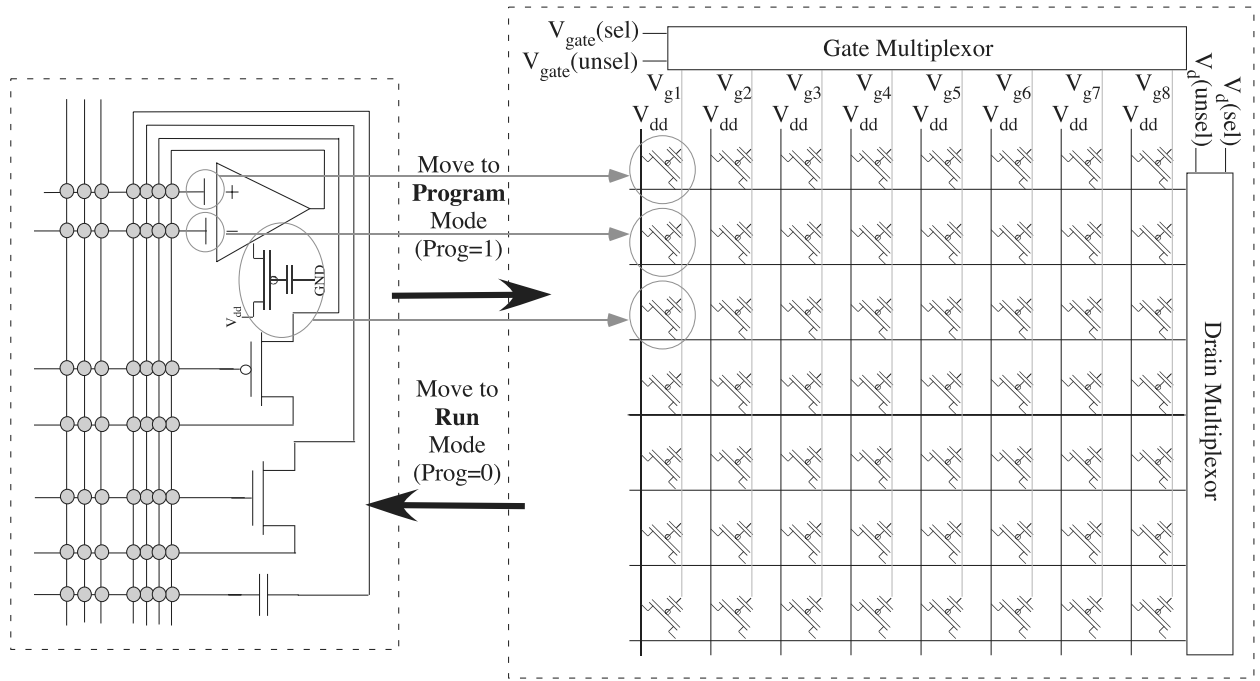 V_gate(sel)
V_gate(unsel)
Gate Multiplexor
V_g1 V_g2 V_g3 V_g4 V_g5 V_g6 V_g7 V_g8
V_dd V_dd V_dd V_dd V_dd V_dd V_dd V_dd
V_d(unsel)
V_d(sel)
Drain Multiplexor
+
−
GND
V_dd
Move to
Program
Mode
(Prog=1)
Move to
Run
Mode
(Prog=0)